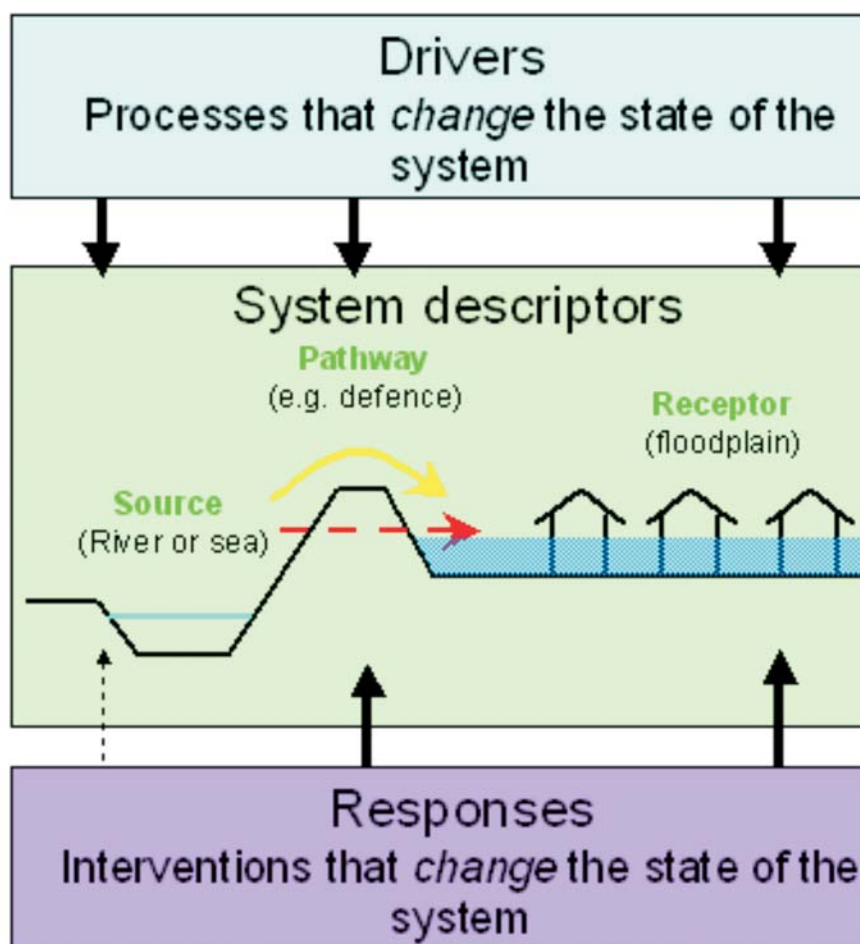 Drivers
Processes that change the state of the
system
System descriptors
Pathway
(e.g. defence)
Receptor
(floodplain)
Source
(River or sea)
Responses
Interventions that change the state of the
system